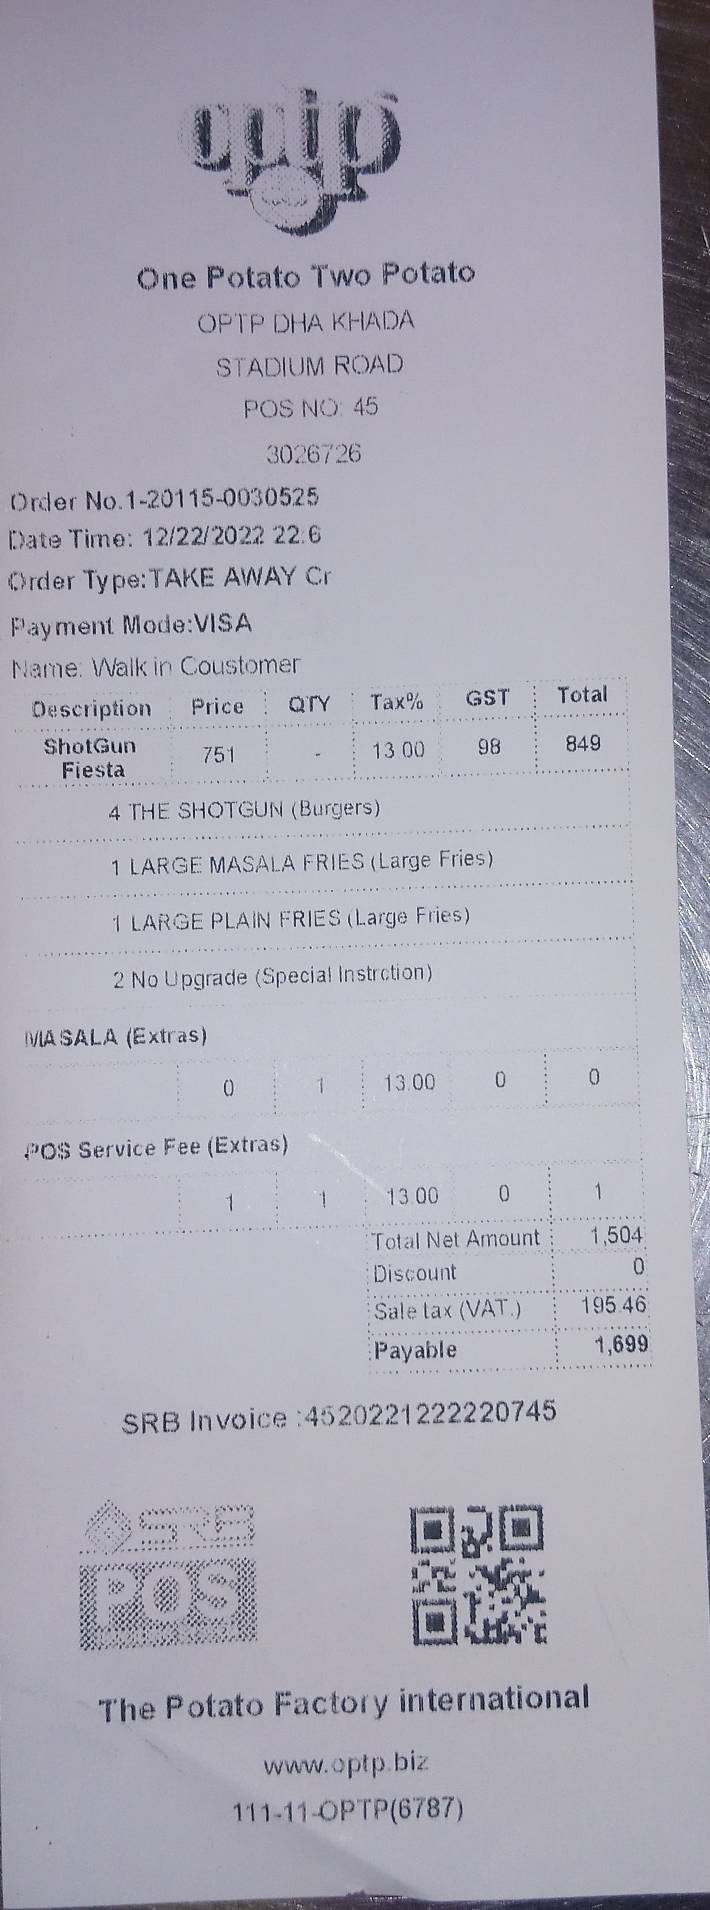 optp
One Potato Two Potato
OPTP DHA KHADA
STADIUM ROAD
POS NO: 45
3026726
Order No.1-20115-0030525
Date Time: 12/22/2022 22:6
Order Type:TAKE AWAY Cr
Payment Mode:VISA
Name: Walk in Coustomer
Description Price QTY Tax% GST Total
ShotGun Fiesta 751 - 13.00 98 849
4 THE SHOTGUN (Burgers)
1 LARGE MASALA FRIES (Large Fries)
1 LARGE PLAIN FRIES (Large Fries)
2 No Upgrade (Special Instrction)
MASALA (Extras)
0 1 13.00 0 0
POS Service Fee (Extras)
1 1 13.00 0 1
Total Net Amount 1,504
Discount 0
Sale tax (VAT.) 195.46
Payable 1,699
SRB Invoice :4520221222220745
SRB
POS
The Potato Factory international
www.optp.biz
111-11-OPTP(6787)